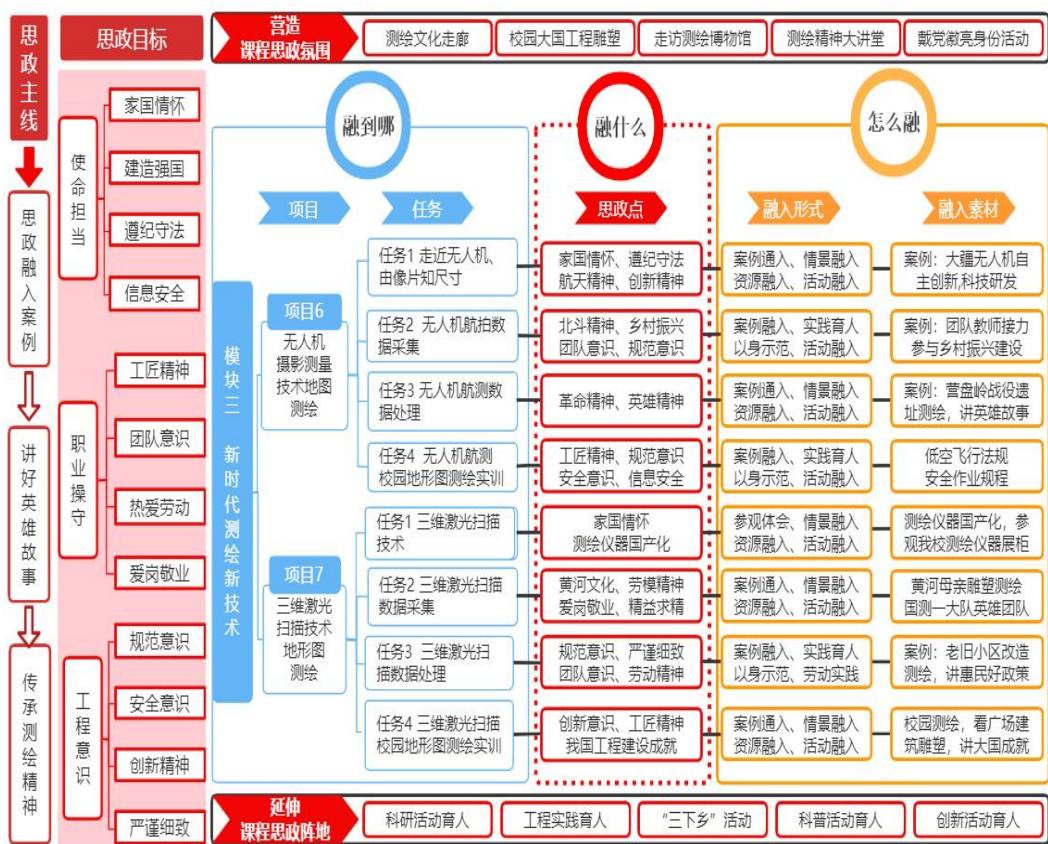 思政主线
思政融入案例
讲好英雄故事
传承测绘精神
思政目标
使命担当
家国情怀
建造强国
遵纪守法
信息安全
职业操守
工匠精神
团队意识
热爱劳动
爱岗敬业
工程意识
规范意识
安全意识
创新精神
严谨细致
营造
课程思政氛围
测绘文化走廊
校园大国工程雕塑
走访测绘博物馆
测绘精神大讲堂
戴党徽亮身份活动
融到哪
融什么
怎么融
项目
任务
思政点
融入形式
融入素材
模块三 新时代测绘新技术
项目6
无人机
摄影测量
技术地图
测绘
任务1 走近无人机、
由像片知尺寸
家国情怀、遵纪守法
航天精神、创新精神
案例通入、情景融入
资源融入、活动融入
案例：大疆无人机自
主创新,科技研发
任务2 无人机航拍数
据采集
北斗精神、乡村振兴
团队意识、规范意识
案例融入、实践育人
以身示范、活动融入
案例：团队教师接力
参与乡村振兴建设
任务3 无人机航测数
据处理
革命精神、英雄精神
案例通入、情景融入
资源融入、活动融入
案例：营盘岭战役遗
址测绘，讲英雄故事
任务4 无人机航测
校园地形图测绘实训
工匠精神、规范意识
安全意识、信息安全
案例融入、实践育人
以身示范、活动融入
低空飞行法规
安全作业规程
项目7
三维激光
扫描技术
地形图
测绘
任务1 三维激光扫描
技术
家国情怀
测绘仪器国产化
参观体会、情景融入
资源融入、活动融入
测绘仪器国产化，参
观我校测绘仪器展柜
任务2 三维激光扫描
数据采集
黄河文化、劳模精神
爱岗敬业、精益求精
案例通入、情景融入
资源融入、活动融入
黄河母亲雕塑测绘
国测一大队英雄团队
任务3 三维激光扫
描数据处理
规范意识、严谨细致
团队意识、劳动精神
案例融入、实践育人
以身示范、劳动实践
案例：老旧小区改造
测绘，讲惠民好政策
任务4 三维激光扫描
校园地形图测绘实训
创新意识、工匠精神
我国工程建设成就
案例通入、情景融入
资源融入、活动融入
校园测绘，看广场建
筑雕塑，讲大国成就
延伸
课程思政阵地
科研活动育人
工程实践育人
“三下乡”活动
科普活动育人
创新活动育人